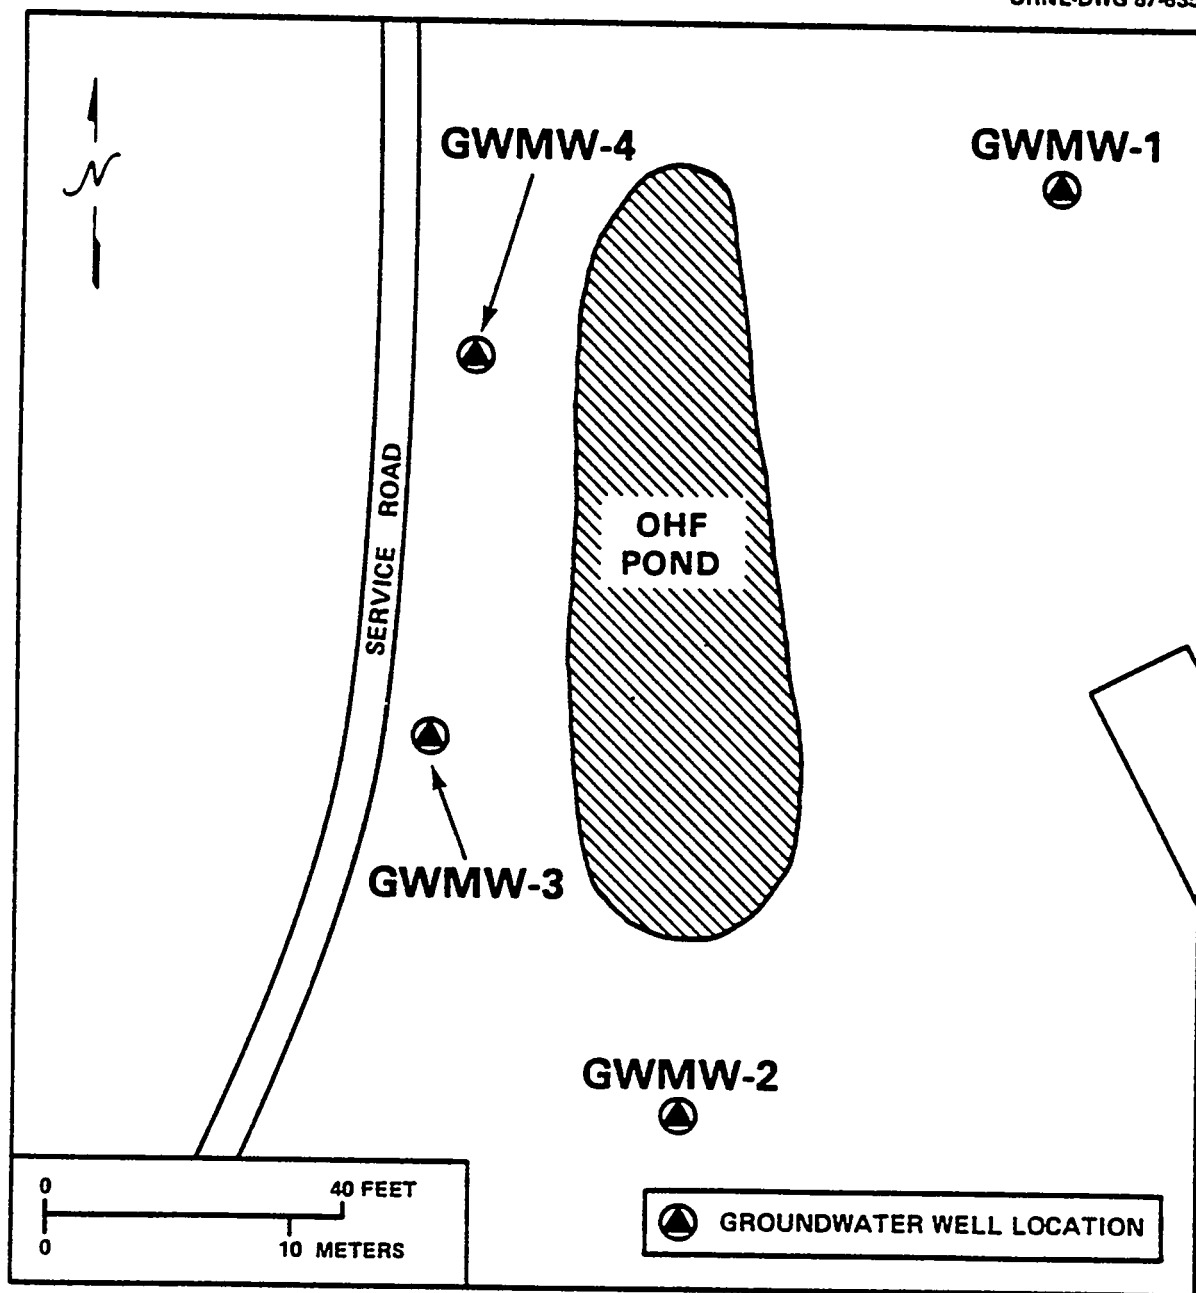 GWMW-4
GWMW-1
N
SERVICE ROAD
OHF
POND
GWMW-3
GWMW-2
0 40 FEET
0 10 METERS
GROUNDWATER WELL LOCATION